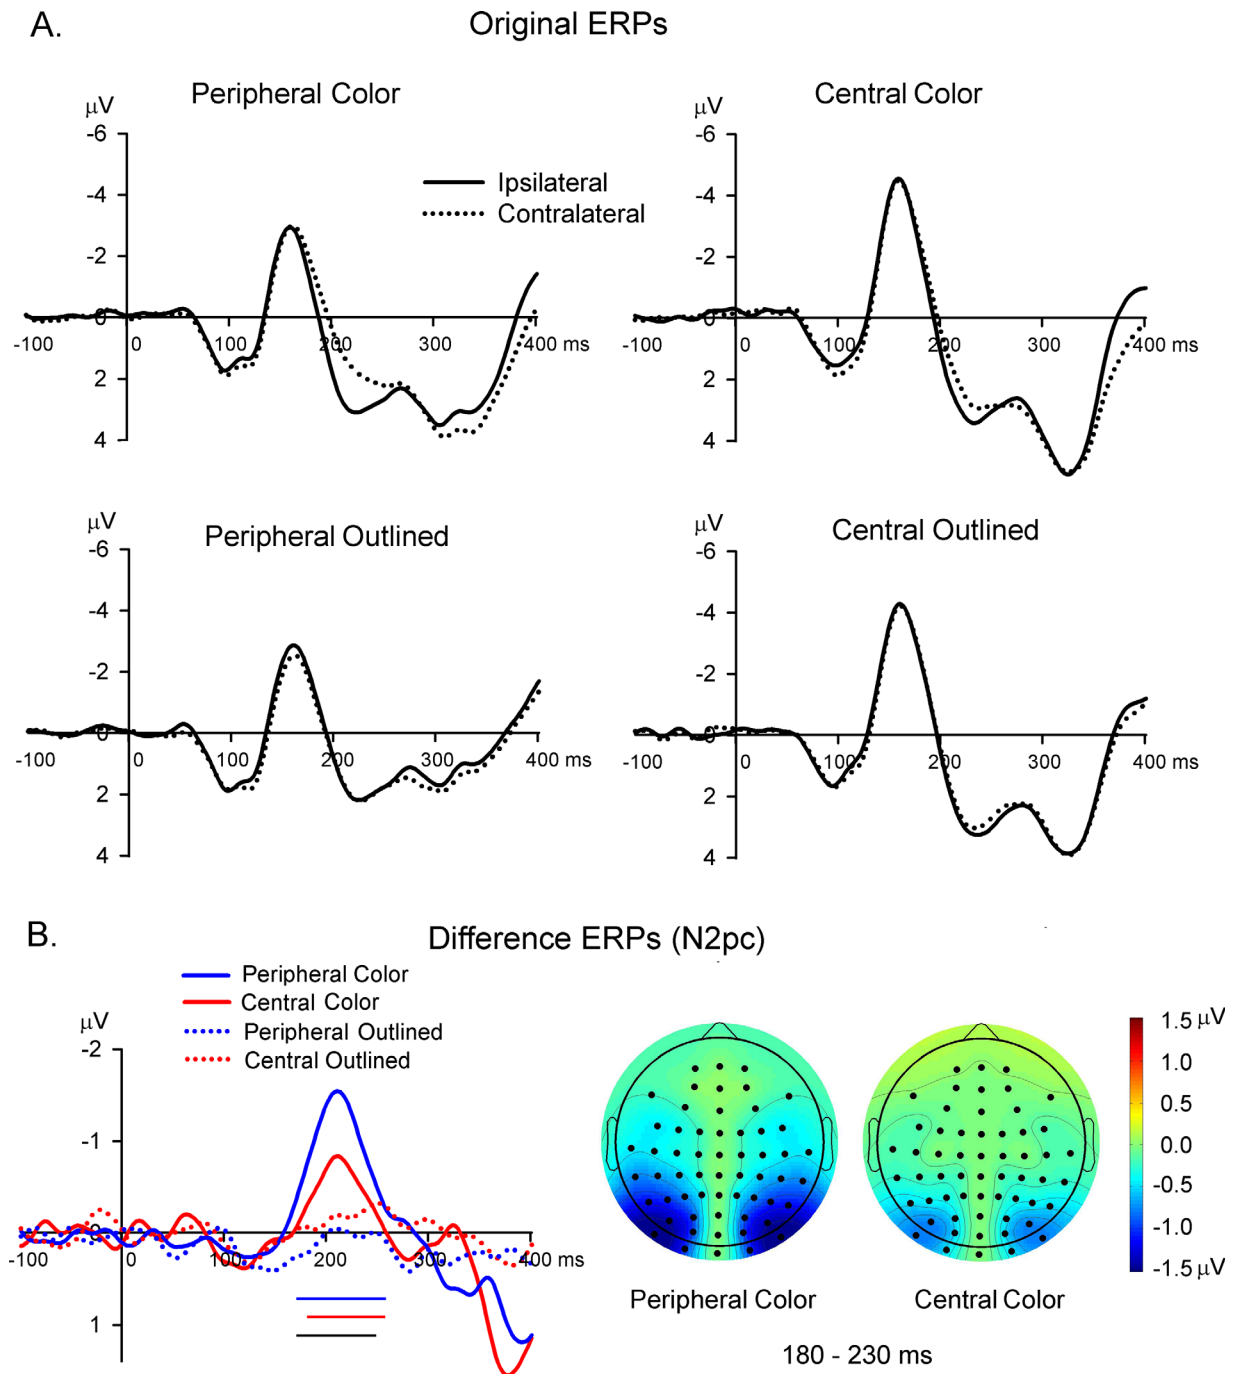 A.
Original ERPs
Peripheral Color
Central Color
μV
-6
-4
-2
0
2
4
-100
100
200
300
400 ms
0
Ipsilateral
Contralateral
μV
-6
-4
-2
0
2
4
-100
0
100
200
300
400 ms
Peripheral Outlined
Central Outlined
μV
-6
-4
-2
0
2
4
-100
0
100
200
300
400 ms
μV
-6
-4
-2
0
2
4
-100
0
100
200
300
400 ms
B.
Difference ERPs (N2pc)
Peripheral Color
Central Color
Peripheral Outlined
Central Outlined
μV
-2
-1
0
1
-100
0
100
200
300
400 ms
1.5 μV
1.0
0.5
0.0
-0.5
-1.0
-1.5 μV
Peripheral Color
Central Color
180 - 230 ms